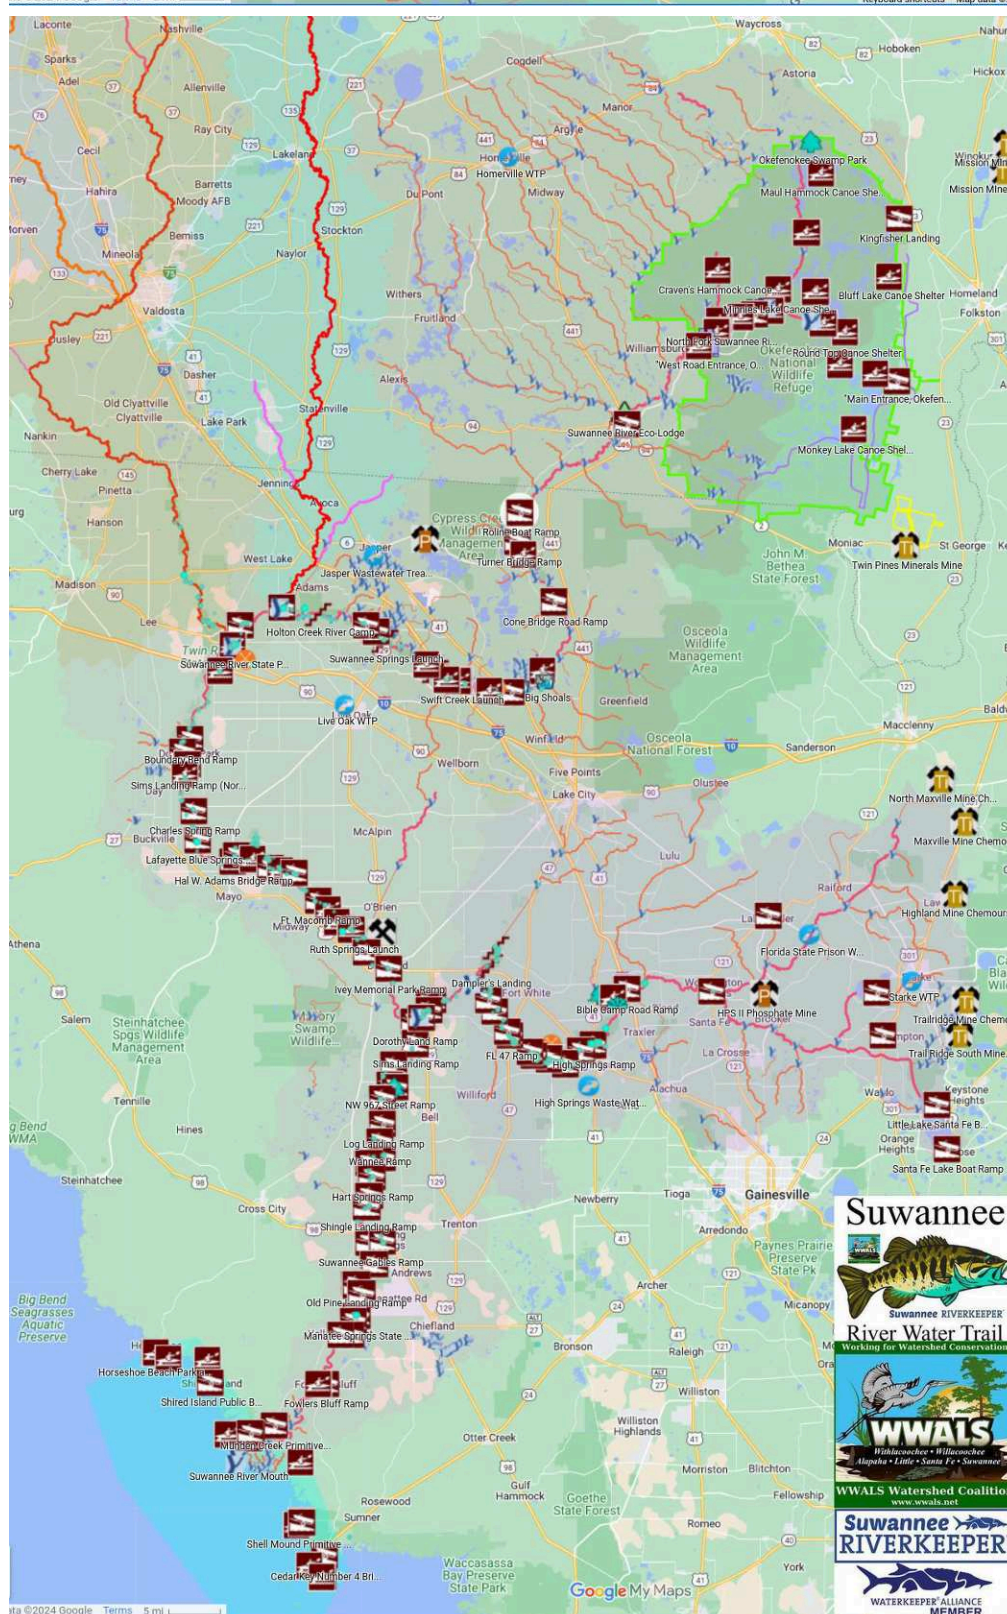 Keyboard shortcuts
Laconte
Nashville
Waycross
Sparks
Adel
Allenville
Cogdell
Hoboken
Hickox
Astoria
Manor
Argyle
Ray City
Cecil
Lakeland
Homerville WTP
Okefenokee Swamp Park
Mission Mine
Hahira
Barretts
Moody AFB
Du Pont
Midway
Maul Hammock Canoe She...
Bemiss
Stockton
Kingfisher Landing
Mineola
Naylor
Craven's Hammock Canoe...
Bluff Lake Canoe Shelter
Homeland
Withers
Minnies Lake Canoe She...
Folkston
Valdosta
Fruitland
North Fork Suwannee Ri...
Round Top Canoe Shelter
"West Road Entrance, O...
National
Wildlife
Refuge
Dasher
Alexis
"Main Entrance, Okefen...
Old Clyattville
Clyattville
Lake Park
Statenville
Suwannee River Eco-Lodge
Monkey Lake Canoe Shel...
Nankin
Cherry Lake
Pinetta
Jennings
Hanson
Roline Boat Ramp
Turner Bridge Ramp
Moniac
St George
West Lake
Jasper
Jasper Wastewater Trea...
John M.
Bethea
State Forest
Twin Pines Minerals Mine
Madison
Adams
Lee
Holton Creek River Camp
Cone Bridge Road Ramp
Suwannee River State P...
Suwannee Springs Launch
Osceola
Wildlife
Management
Area
Swift Creek Launch
Big Shoals
Greenfield
Live Oak WTP
Winfield
Osceola
National Forest
Sanderson
Macclenny
Boundary Bend Ramp
Wellborn
Five Points
Olustee
Sims Landing Ramp (Nor...
Day
Lake City
North Maxville Mine,Ch...
Charles Spring Ramp
McAlpin
Buckville
Maxville Mine Chemo
Lafayette Blue Springs
Lulu
Hal W. Adams Bridge Ramp
Raiford
Mayo
O'Brien
Highland Mine Chemour
Ft. Macomb Ramp
Midway
Florida State Prison W...
Athena
Ruth Springs Launch
Ivey Memorial Park Ramp
Dampier's Landing
Fort White
Starke WTP
Salem
Steinhatchee
Spgs Wildlife
Management
Area
Bible Camp Road Ramp
HPS II Phosphate Mine
Trailridge Mine Chemo
Dorothy Land Ramp
Traxler
Santa Fe
Brooker
Sims Landing Ramp
FL 47 Ramp
High Springs Ramp
La Crosse
Trail Ridge South Mine
Tennille
NW 967 Street Ramp
Williford
Alachua
Waldo
Keystone
Heights
Bell
High Springs Waste Wat...
Little Lake Santa Fe B...
Hines
Log Landing Ramp
Orange
Heights
Wannee Ramp
Santa Fe Lake Boat Ramp
Steinhatchee
Hart Springs Ramp
Newberry
Tioga
Gainesville
Cross City
Shingle Landing Ramp
Trenton
Arredondo
Suwannee Gables Ramp
Paynes Prairie
Preserve
State Pk
Andrews
Archer
Big Bend
Seagrasses
Aquatic
Preserve
Old Pine Landing Ramp
Micanopy
Manatee Springs State ...
Chiefland
Bronson
Raleigh
Horseshoe Beach Park
Shired Island Public B...
Fowlers Bluff Ramp
Williston
Williston
Highlands
Munden Creek Primitive...
Otter Creek
Suwannee River Mouth
Morriston
Blitchton
Gulf
Hammock
Fellowship
Rosewood
Goethe
State Forest
Sumner
Romeo
Shell Mound Primitive ...
York
Cedar Key Number 4 Bri...
Waccasassa
Bay Preserve
State Park
Google My Maps
©2024 Google
Terms
5 mi
Suwannee
Suwannee RIVERKEEPER
River Water Trail
Working for Watershed Conservation
WWALS
Withlacoochee • Willacoochee
Alapaha • Little • Santa Fe • Suwannee
WWALS Watershed Coalition
www.wwals.net
Suwannee
RIVERKEEPER
WATERKEEPER ALLIANCE
MEMBER